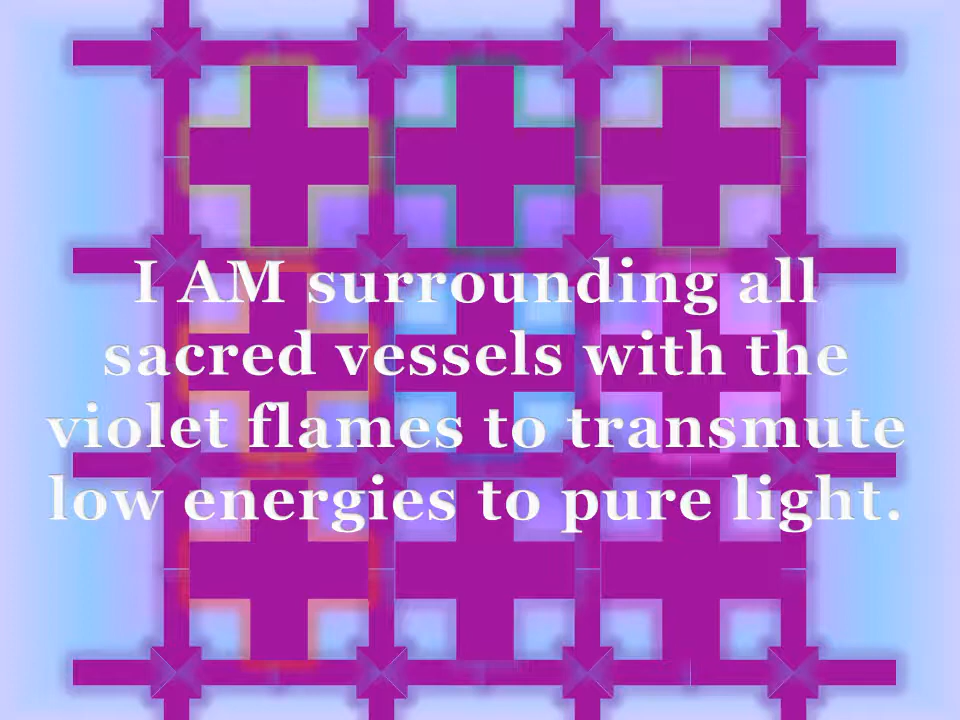 I AM surrounding all
sacred vessels with the
violet flames to transmute
low energies to pure light.